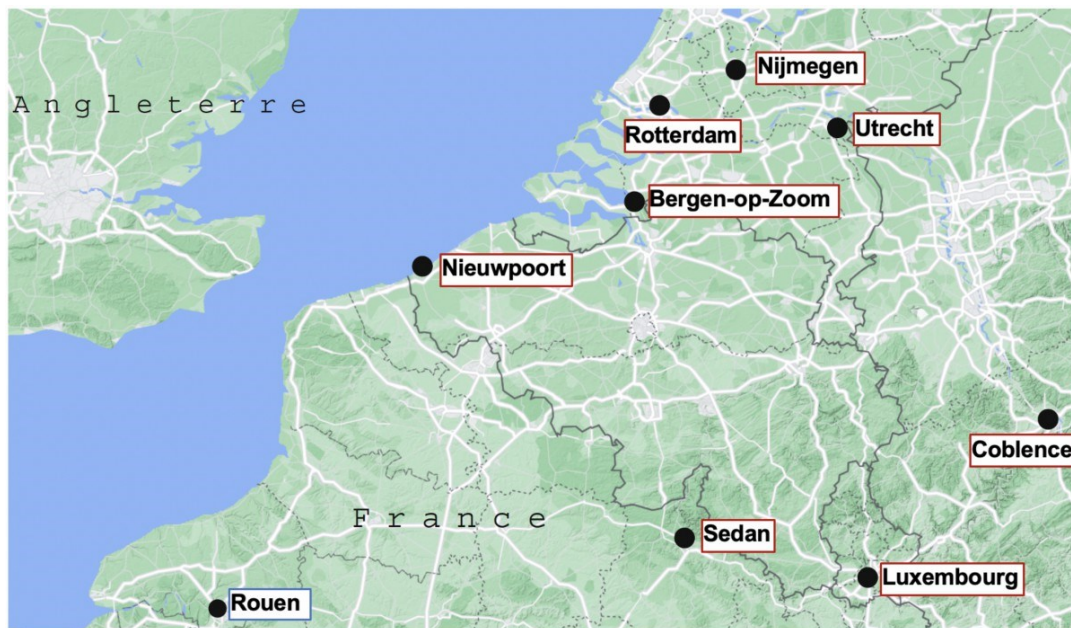 Nijmegen
Angleterre
Rotterdam
Utrecht
Bergen-op-Zoom
Nieuwpoort
Coblence
France
Sedan
Luxembourg
Rouen